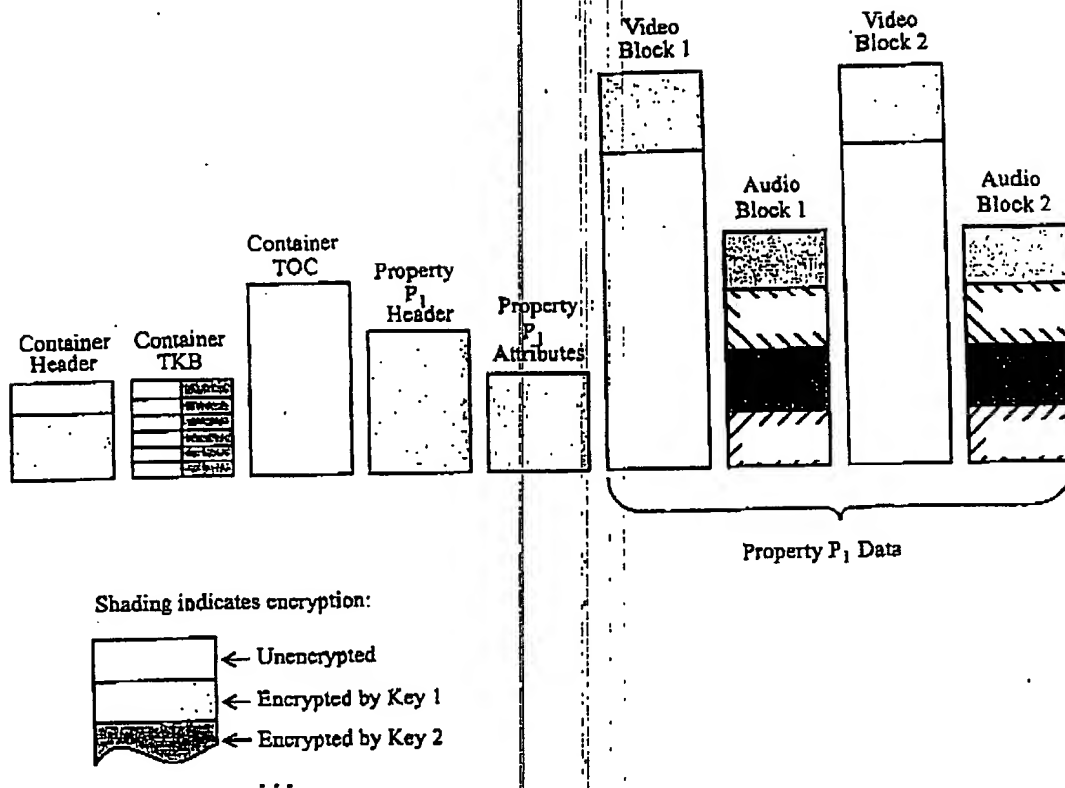 Video
Block 1
Video
Block 2
Audio
Block 1
Audio
Block 2
Container
TOC
Property
P1
Header
Property
P1
Attributes
Container
Header
Container
TKB
Property P1 Data
Shading indicates encryption:
Unencrypted
Encrypted by Key 1
Encrypted by Key 2